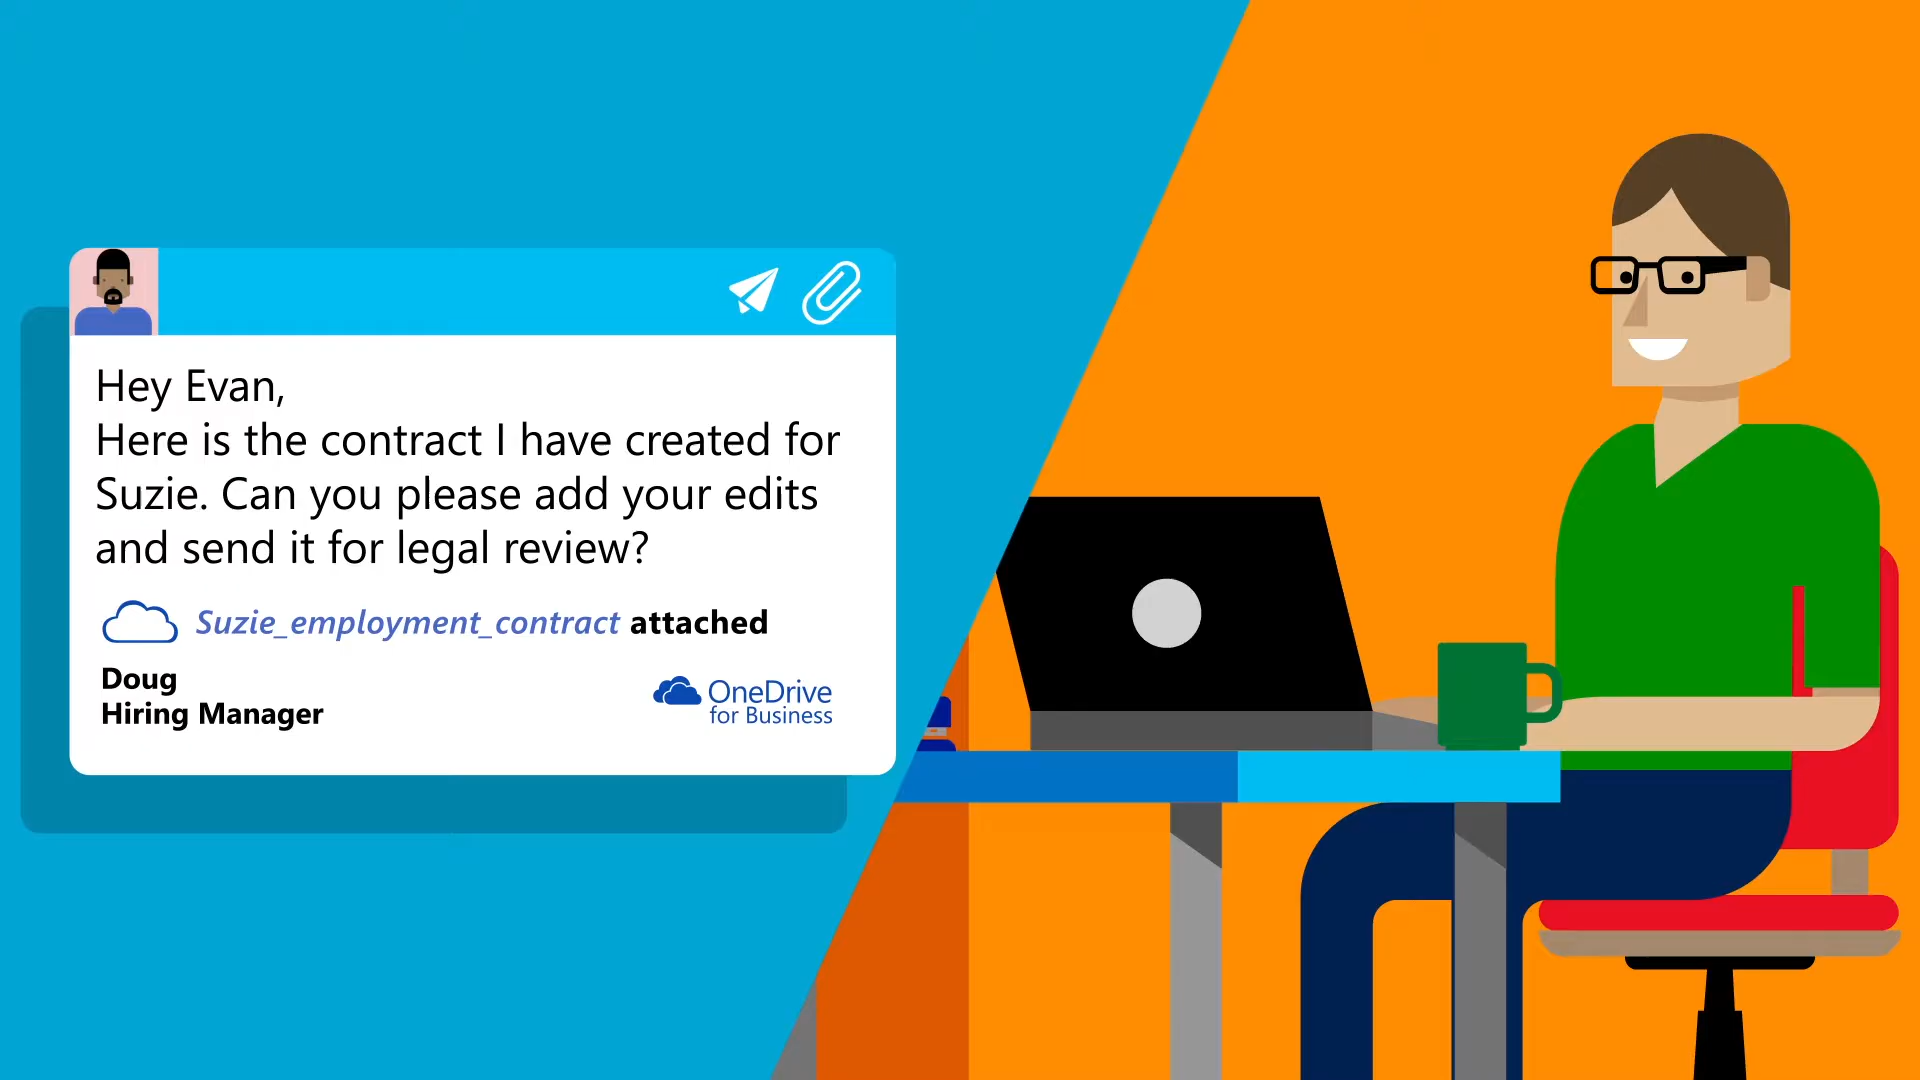 Hey Evan,
Here is the contract I have created for
Suzie. Can you please add your edits
and send it for legal review?
Suzie_employment_contract attached
Doug
Hiring Manager
OneDrive
for Business